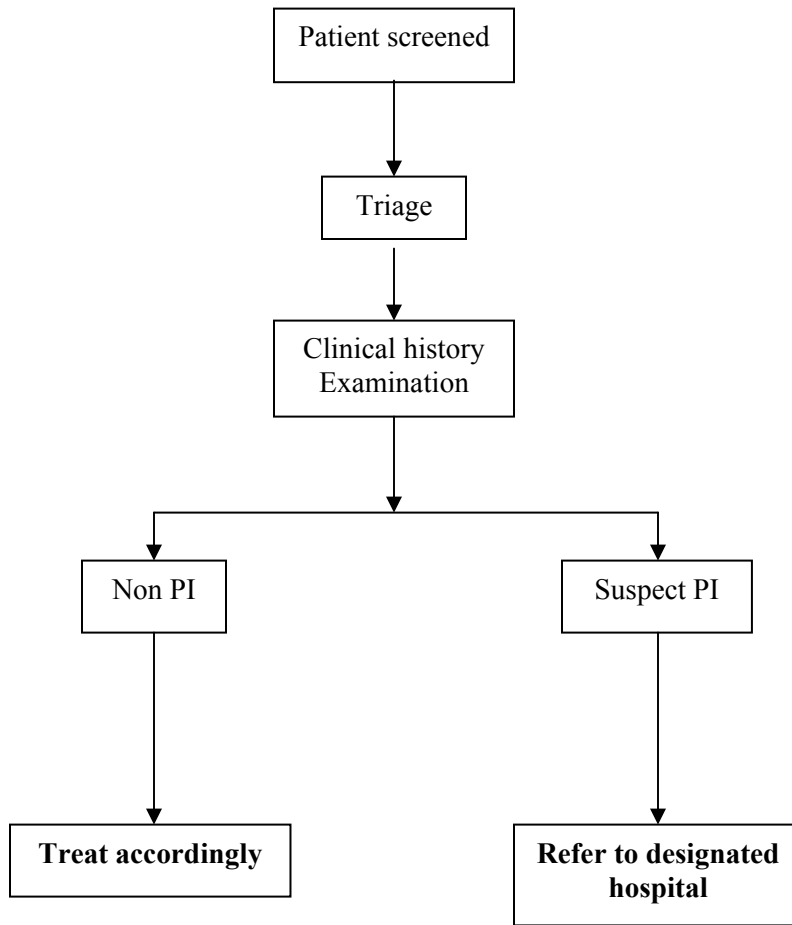 Patient screened
Triage
Clinical history
Examination
Non PI
Suspect PI
Treat accordingly
Refer to designated
hospital